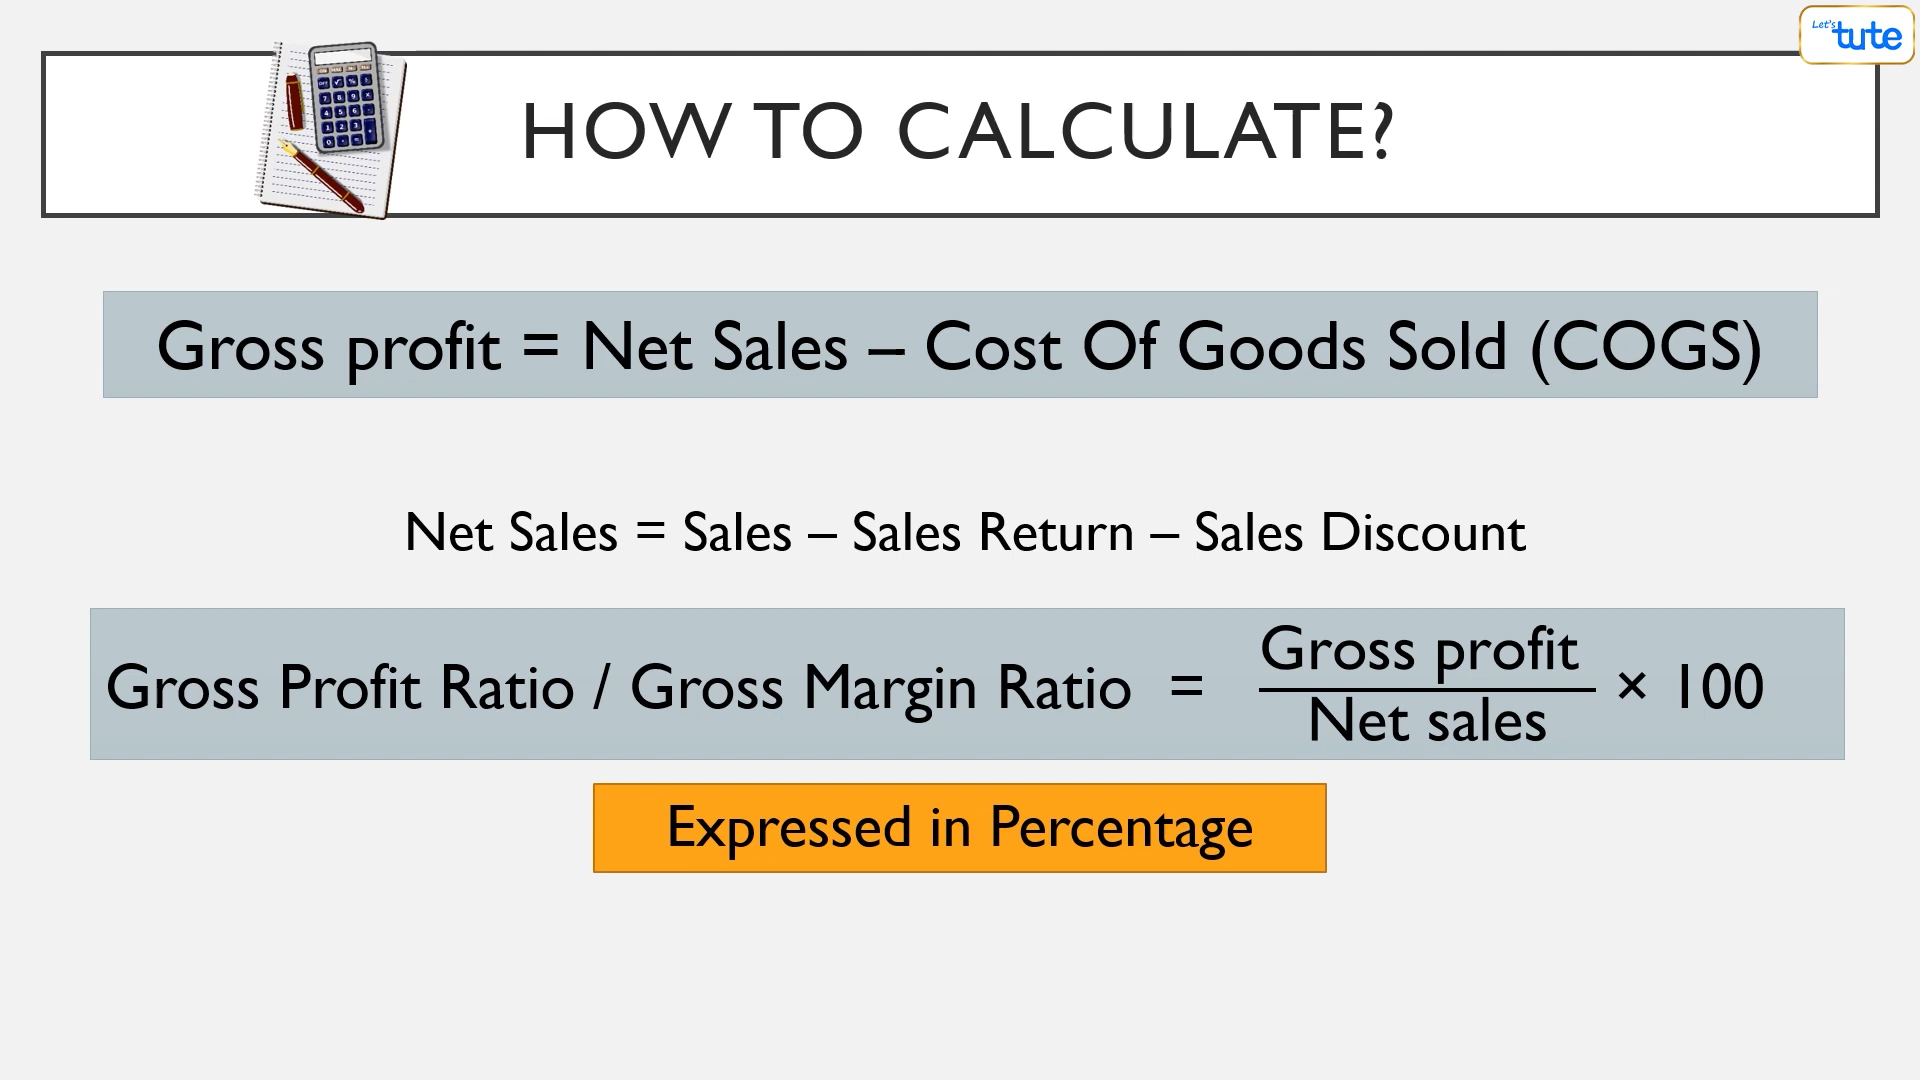 Let's
tute
HOW TO CALCULATE?
Gross profit = Net Sales – Cost Of Goods Sold (COGS)
Net Sales = Sales – Sales Return – Sales Discount
Gross Profit Ratio / Gross Margin Ratio = Gross profit
Net sales × 100
Expressed in Percentage